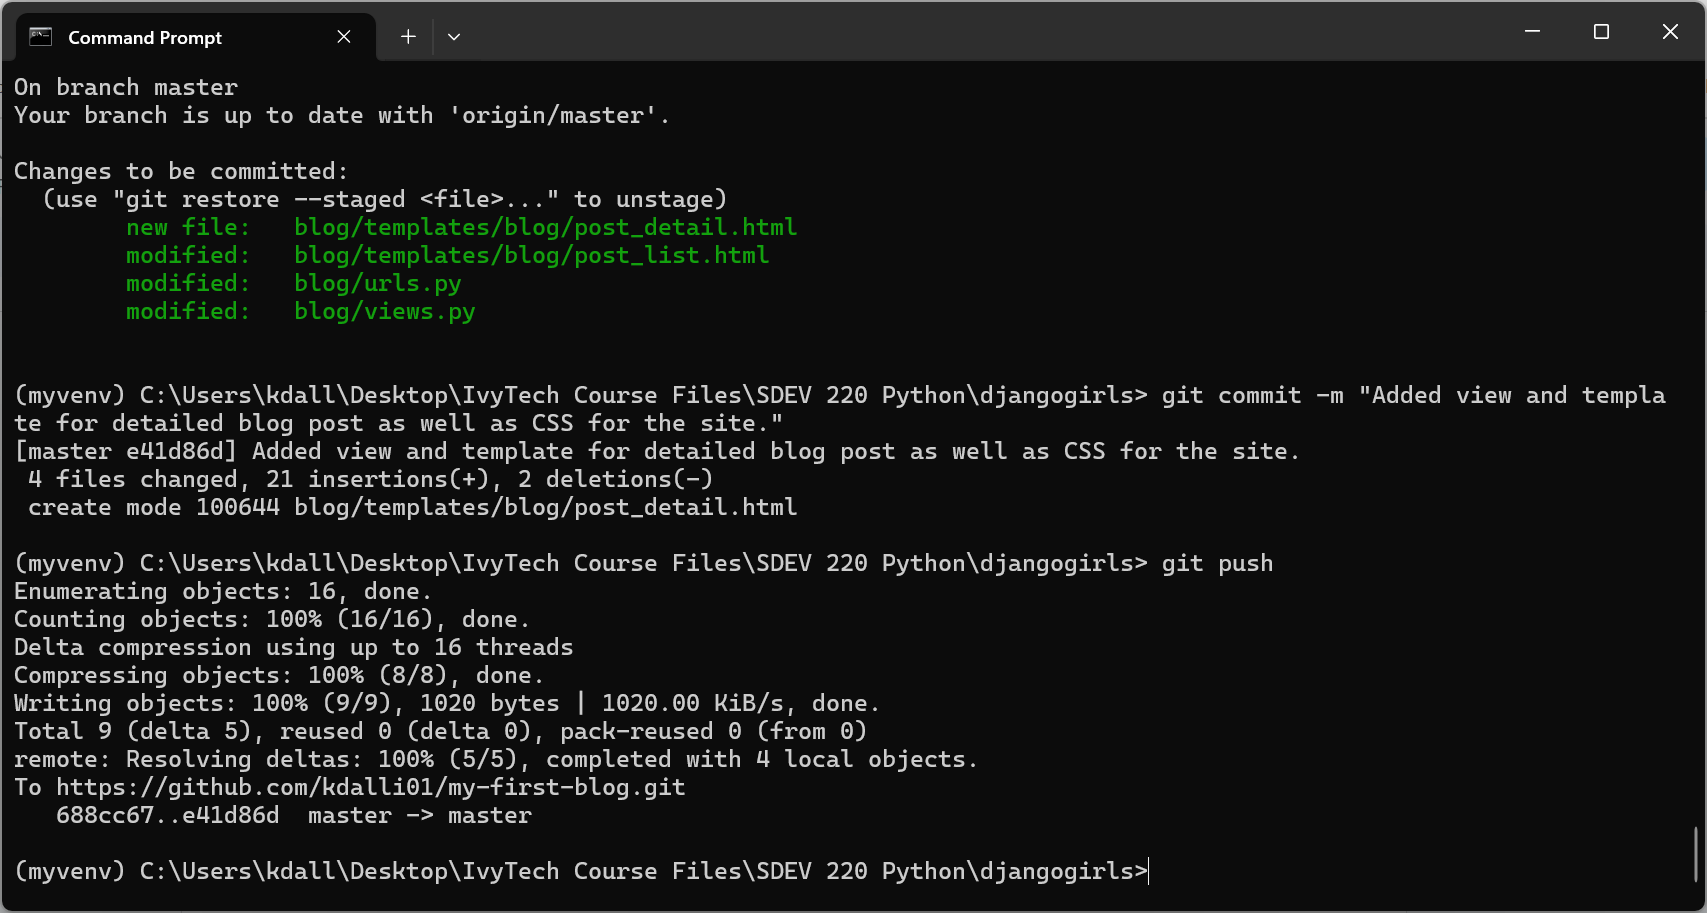 Command Prompt
On branch master
Your branch is up to date with 'origin/master'.
Changes to be committed:
  (use "git restore --staged <file>..." to unstage)
        new file:   blog/templates/blog/post_detail.html
        modified:   blog/templates/blog/post_list.html
        modified:   blog/urls.py
        modified:   blog/views.py
(myvenv) C:\Users\kdall\Desktop\IvyTech Course Files\SDEV 220 Python\djangogirls> git commit -m "Added view and templa
te for detailed blog post as well as CSS for the site."
[master e41d86d] Added view and template for detailed blog post as well as CSS for the site.
 4 files changed, 21 insertions(+), 2 deletions(-)
 create mode 100644 blog/templates/blog/post_detail.html
(myvenv) C:\Users\kdall\Desktop\IvyTech Course Files\SDEV 220 Python\djangogirls> git push
Enumerating objects: 16, done.
Counting objects: 100% (16/16), done.
Delta compression using up to 16 threads
Compressing objects: 100% (8/8), done.
Writing objects: 100% (9/9), 1020 bytes | 1020.00 KiB/s, done.
Total 9 (delta 5), reused 0 (delta 0), pack-reused 0 (from 0)
remote: Resolving deltas: 100% (5/5), completed with 4 local objects.
To https://github.com/kdalli01/my-first-blog.git
   688cc67..e41d86d  master -> master
(myvenv) C:\Users\kdall\Desktop\IvyTech Course Files\SDEV 220 Python\djangogirls>